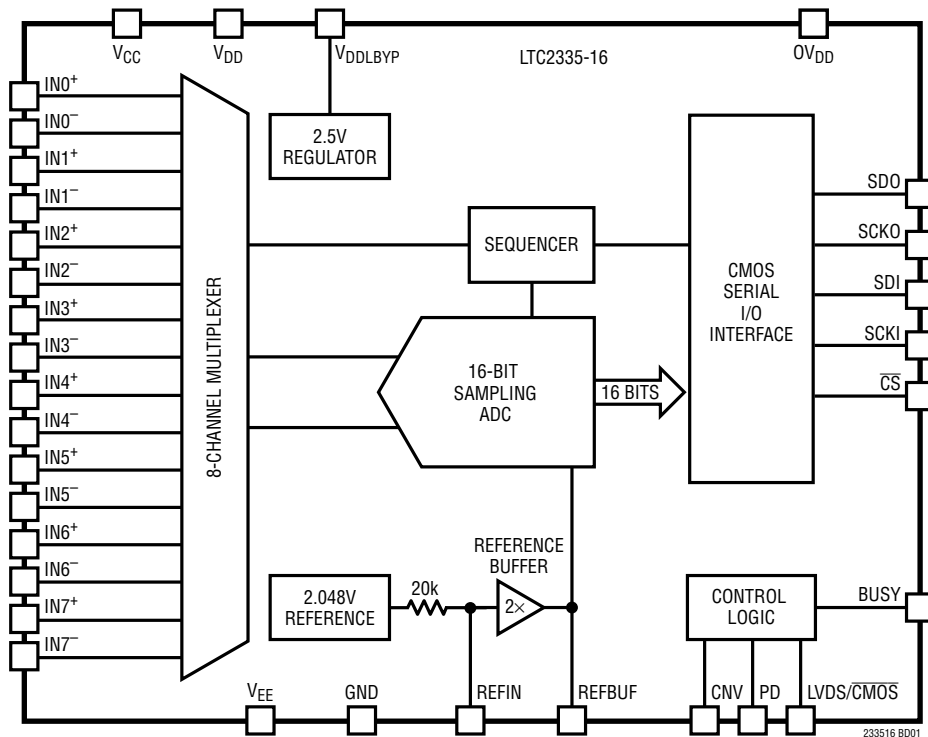 VCC
VDD
VDDLBYP
LTC2335-16
OVDD
IN0+
IN0−
IN1+
IN1−
IN2+
IN2−
IN3+
IN3−
IN4+
IN4−
IN5+
IN5−
IN6+
IN6−
IN7+
IN7−
8-CHANNEL MULTIPLEXER
2.5V
REGULATOR
SEQUENCER
16-BIT
SAMPLING
ADC
16 BITS
CMOS
SERIAL
I/O
INTERFACE
SDO
SCKO
SDI
SCKI
CS
2.048V
REFERENCE
20k
REFERENCE
BUFFER
2×
CONTROL
LOGIC
BUSY
VEE
GND
REFIN
REFBUF
CNV
PD
LVDS/CMOS
233516 BD01